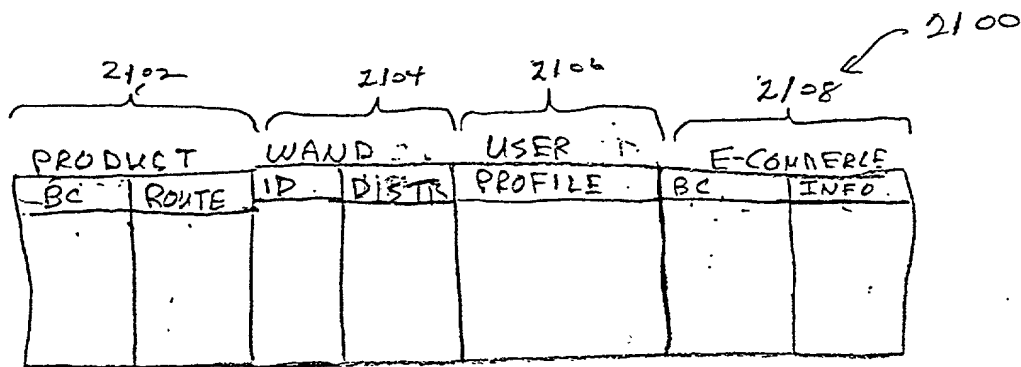 2100
2102 2104 2106 2108
PRODUCT WAND USER E-COMMERCE
BC ROUTE ID DISTR PROFILE BC INFO